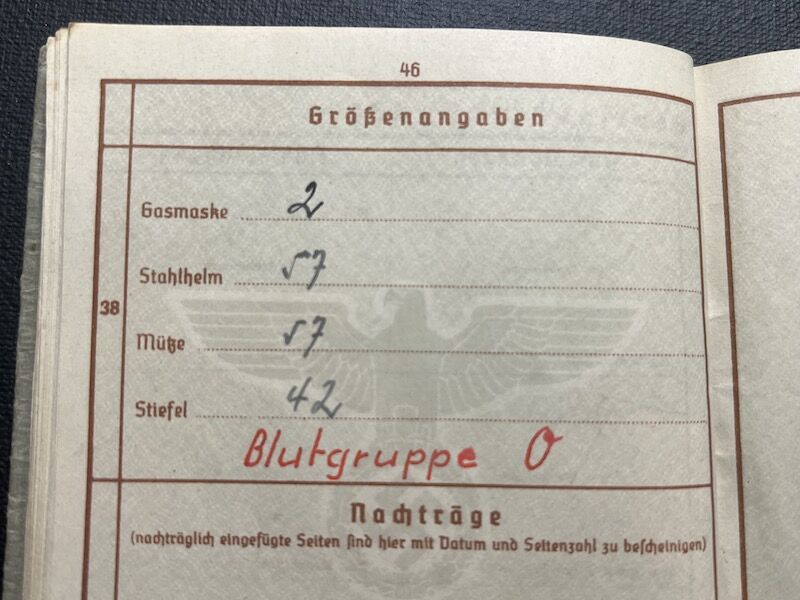 46
Größenangaben
Gasmaske 2
Stahlhelm 57
38
Mütze 57
Stiefel 42
Blutgruppe O
Nachträge
(nachträglich eingefügte Seiten sind hier mit Datum und Seitenzahl zu bescheinigen)